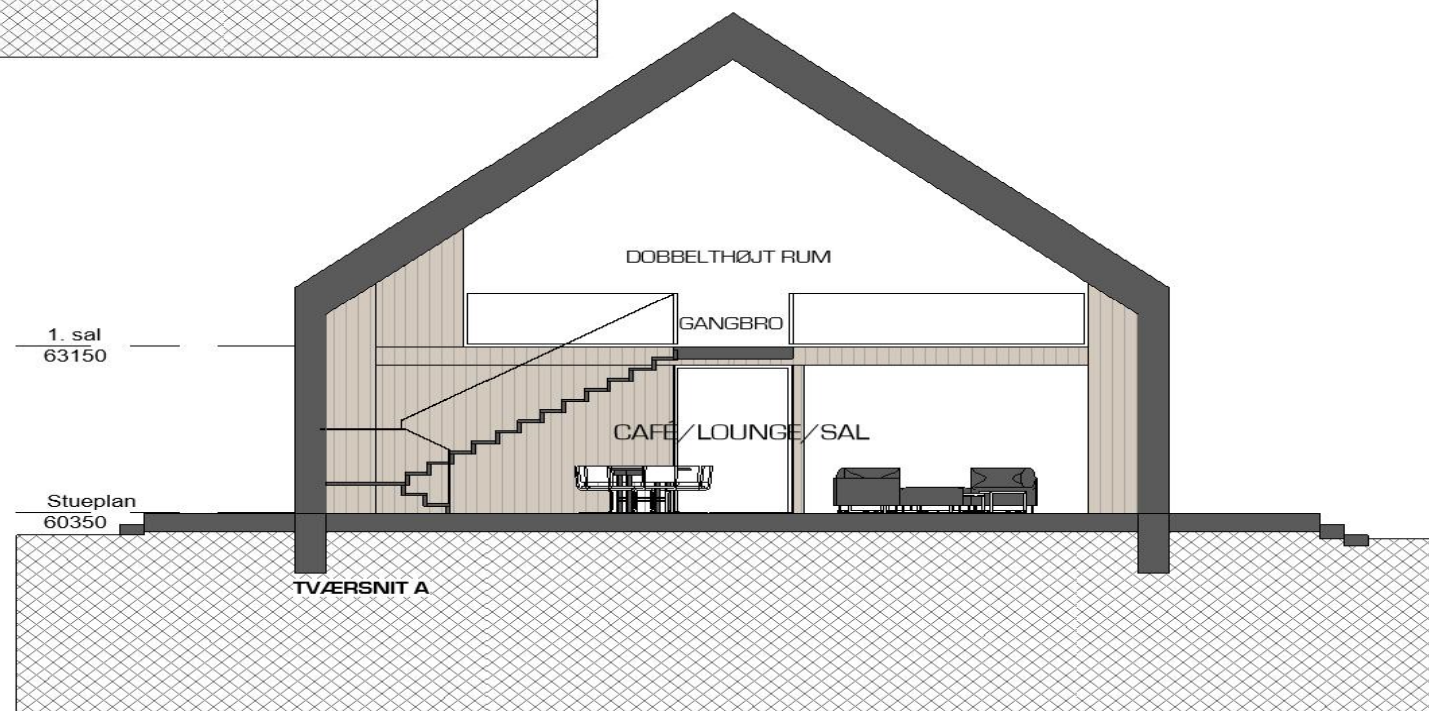 DOBBELTHØJT RUM
GANGBRO
1. sal
63150
CAFÉ/LOUNGE/SAL
Stueplan
60350
TVÆRSNIT A